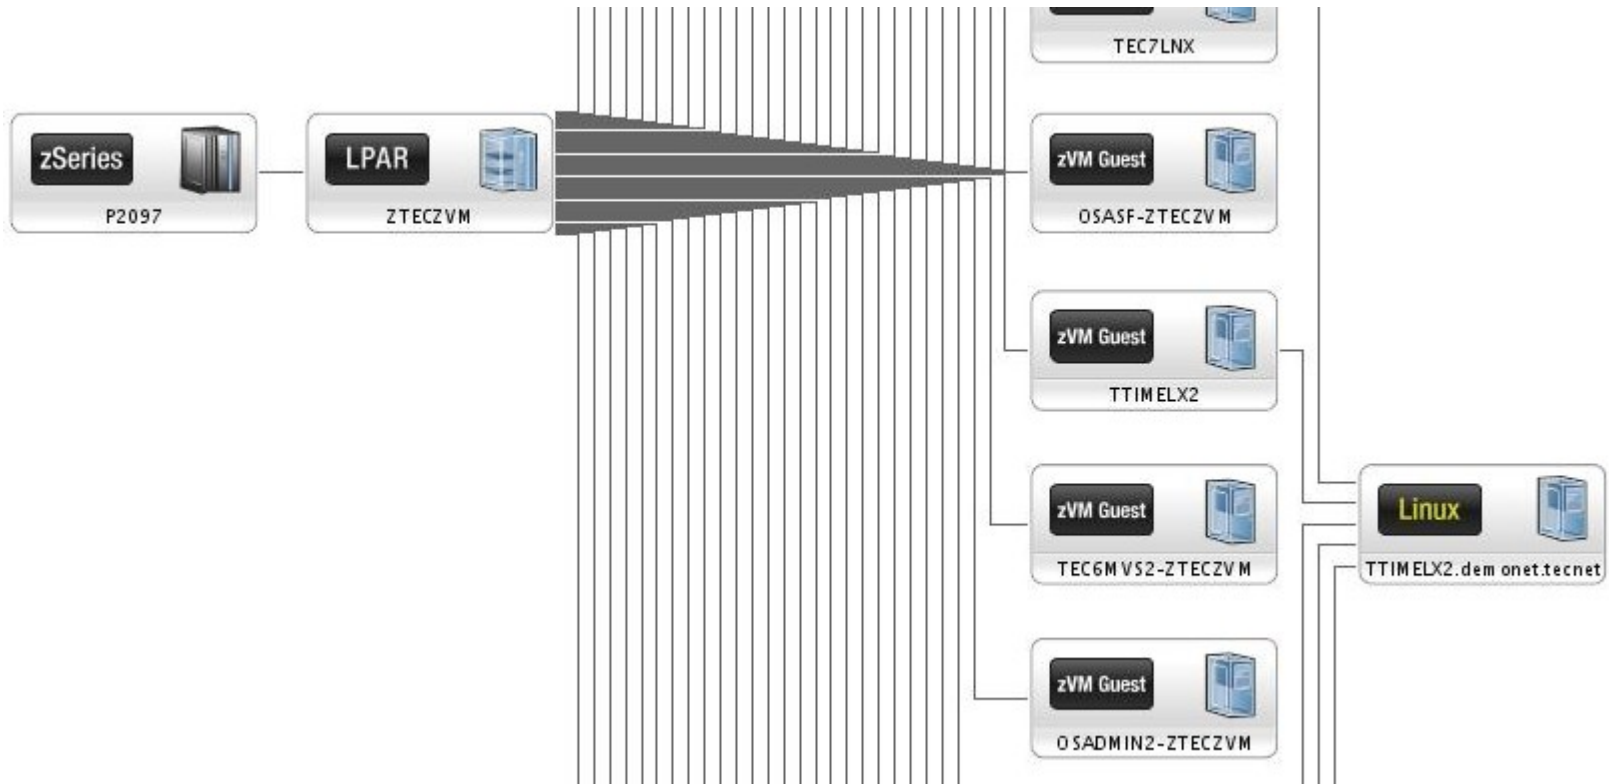 TEC7LNX
zSeries
P2097
LPAR
ZTECZVM
zVM Guest
OSASF-ZTECZVM
zVM Guest
TTIMELX2
zVM Guest
TEC6MVS2-ZTECZVM
Linux
TTIMELX2.demonet.tecnet
zVM Guest
OSADMIN2-ZTECZVM